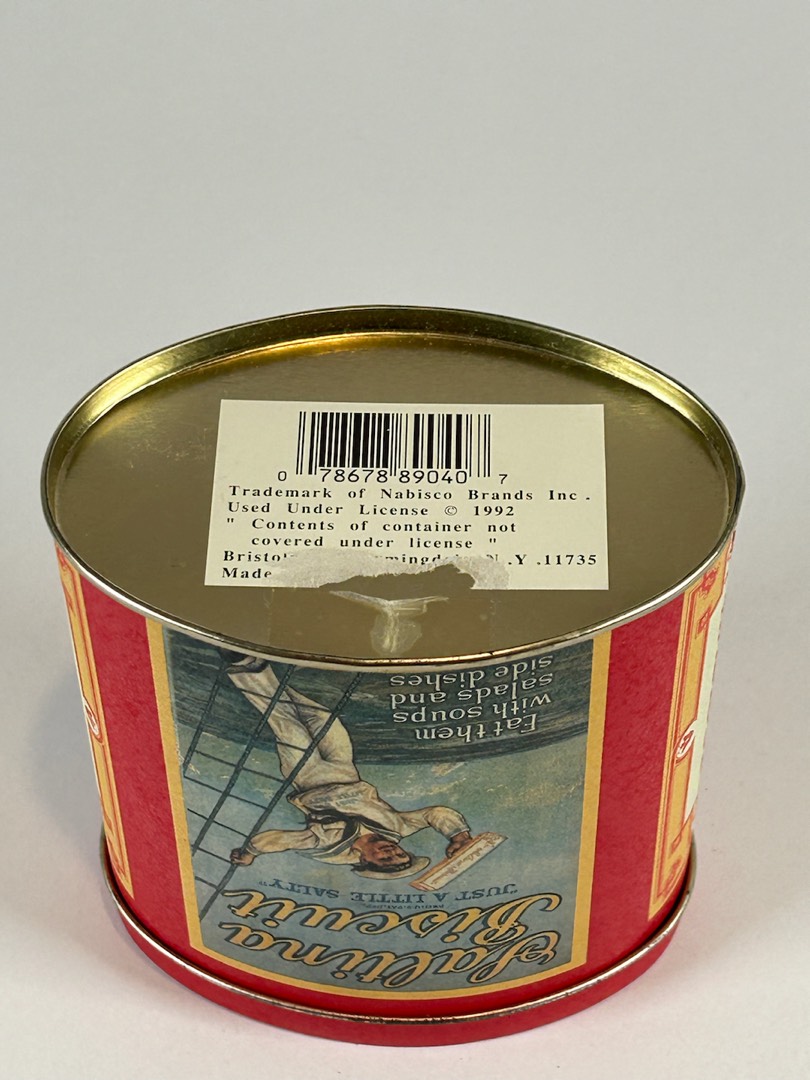 0 78678 89040 7
Trademark of Nabisco Brands Inc.
Used Under License © 1992
" Contents of container not
covered under license "
N.Y.11735
Made
Eat them
with soups
salads and
side dishes
"JUST A LITTLE SALTY"
Saltina
Biscuit